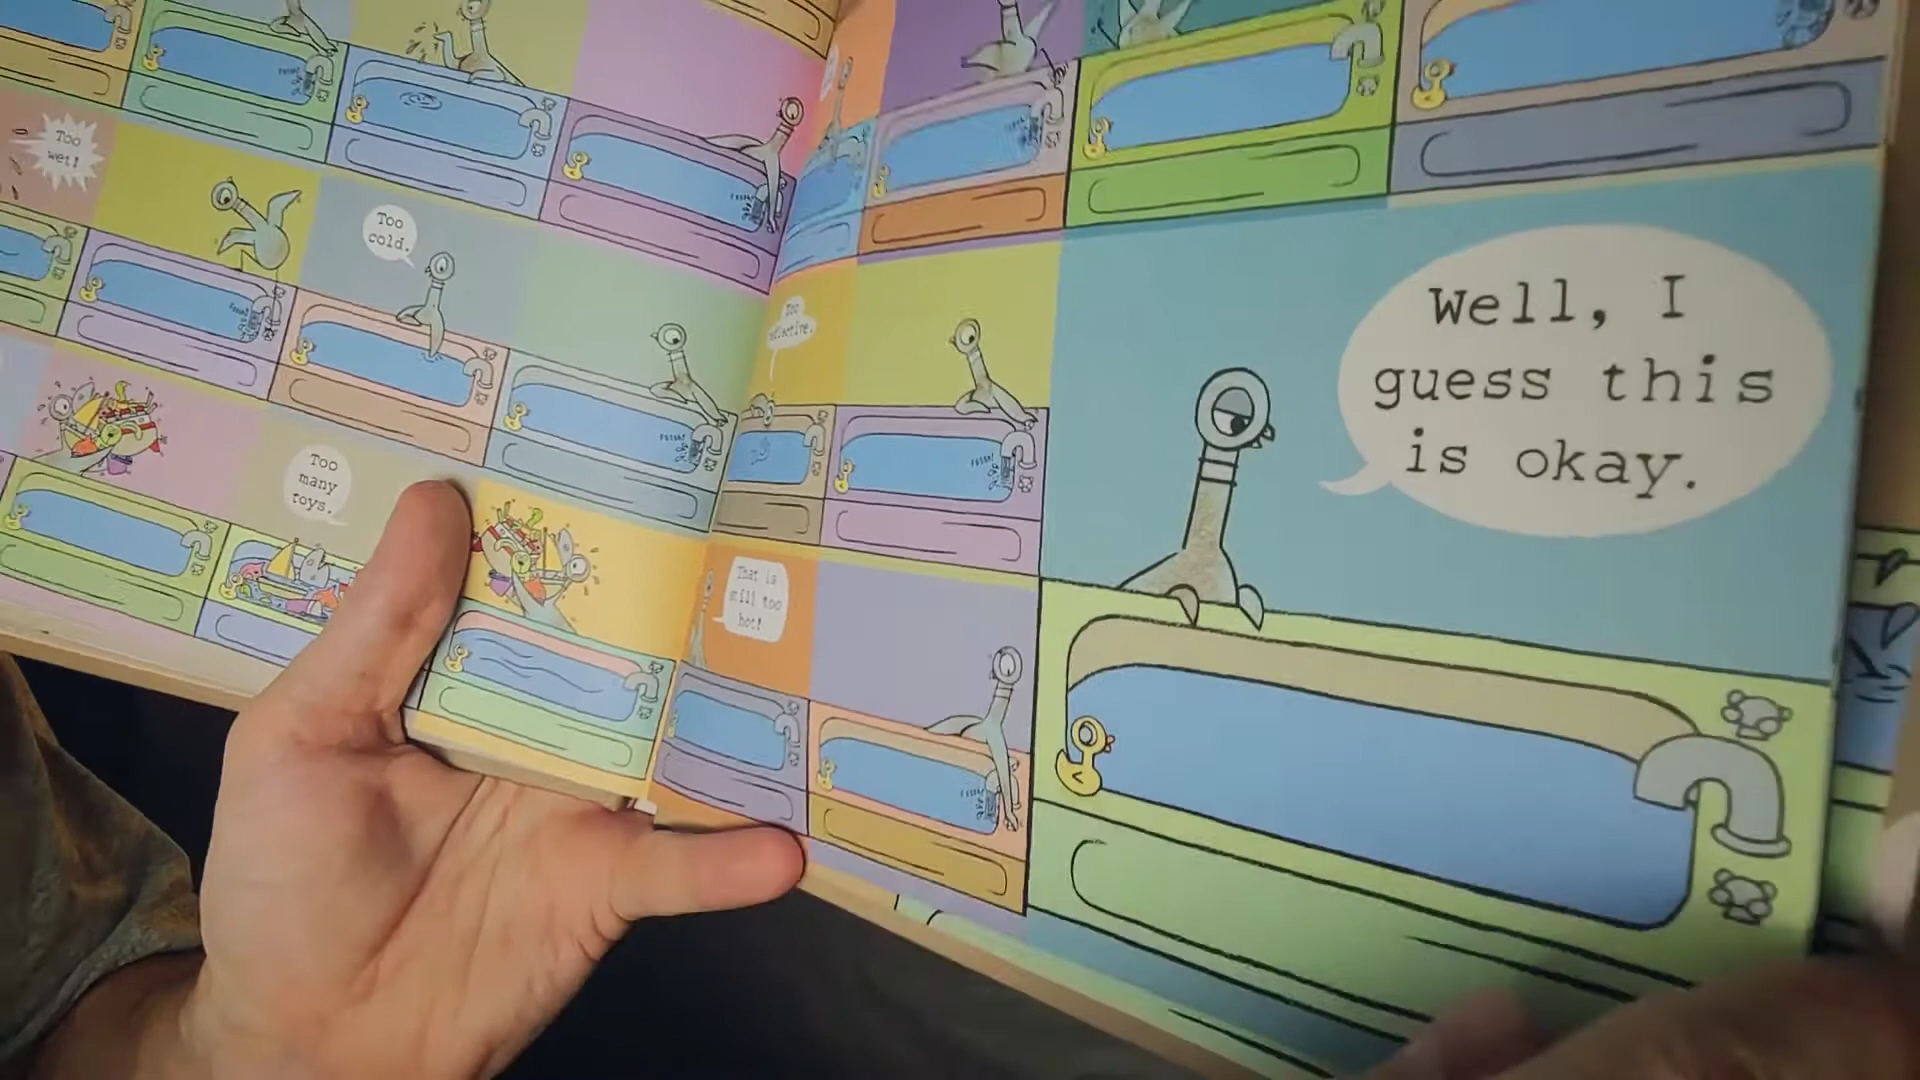 Too
wet!
Too
cold.
Too
many
toys.
Too
reflective.
That is
still too
hot!
Well, I
guess this
is okay.